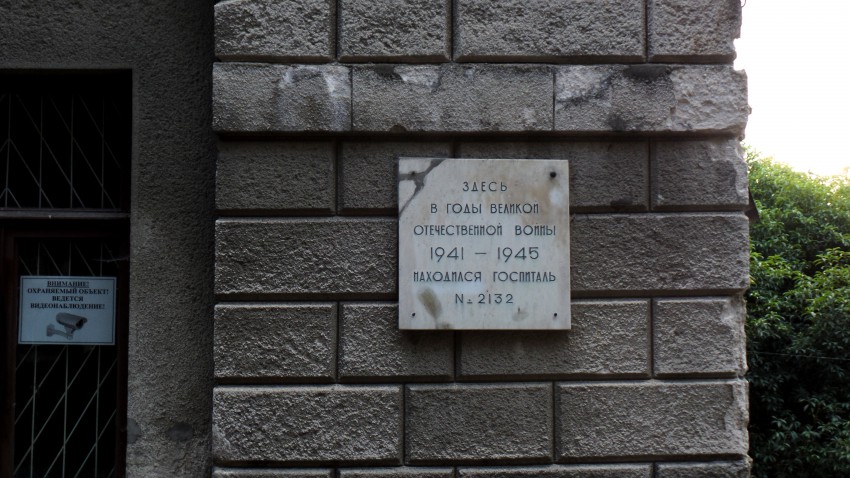 ВНИМАНИЕ!
ОХРАНЯЕМЫЙ ОБЪЕКТ!
ВЕДЕТСЯ
ВИДЕОНАБЛЮДЕНИЕ!
ЗДЕСЬ
В ГОДЫ ВЕЛИКОЙ
ОТЕЧЕСТВЕННОЙ ВОЙНЫ
1941 — 1945
НАХОДИЛСЯ ГОСПИТАЛЬ
№ 2132